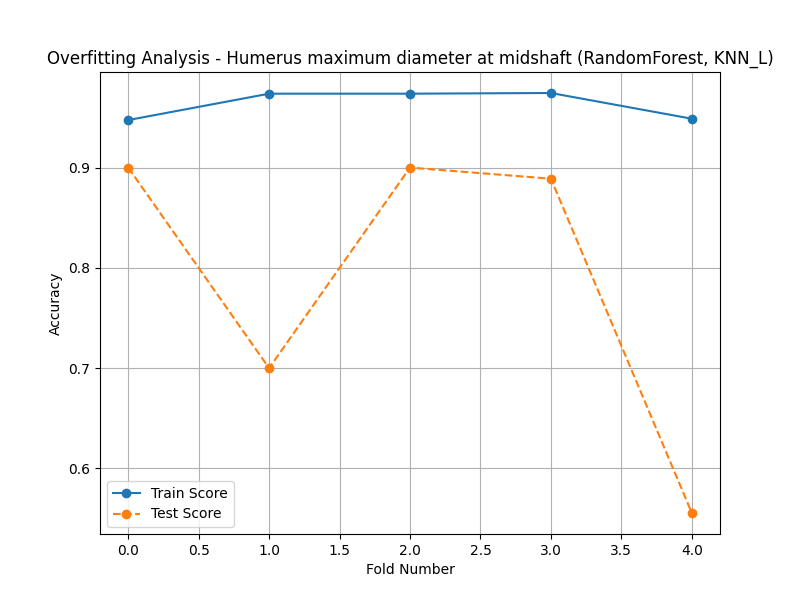 Overfitting Analysis - Humerus maximum diameter at midshaft (RandomForest, KNN_L)
Accuracy
0.9
0.8
0.7
0.6
Train Score
Test Score
0.0 0.5 1.0 1.5 2.0 2.5 3.0 3.5 4.0
Fold Number